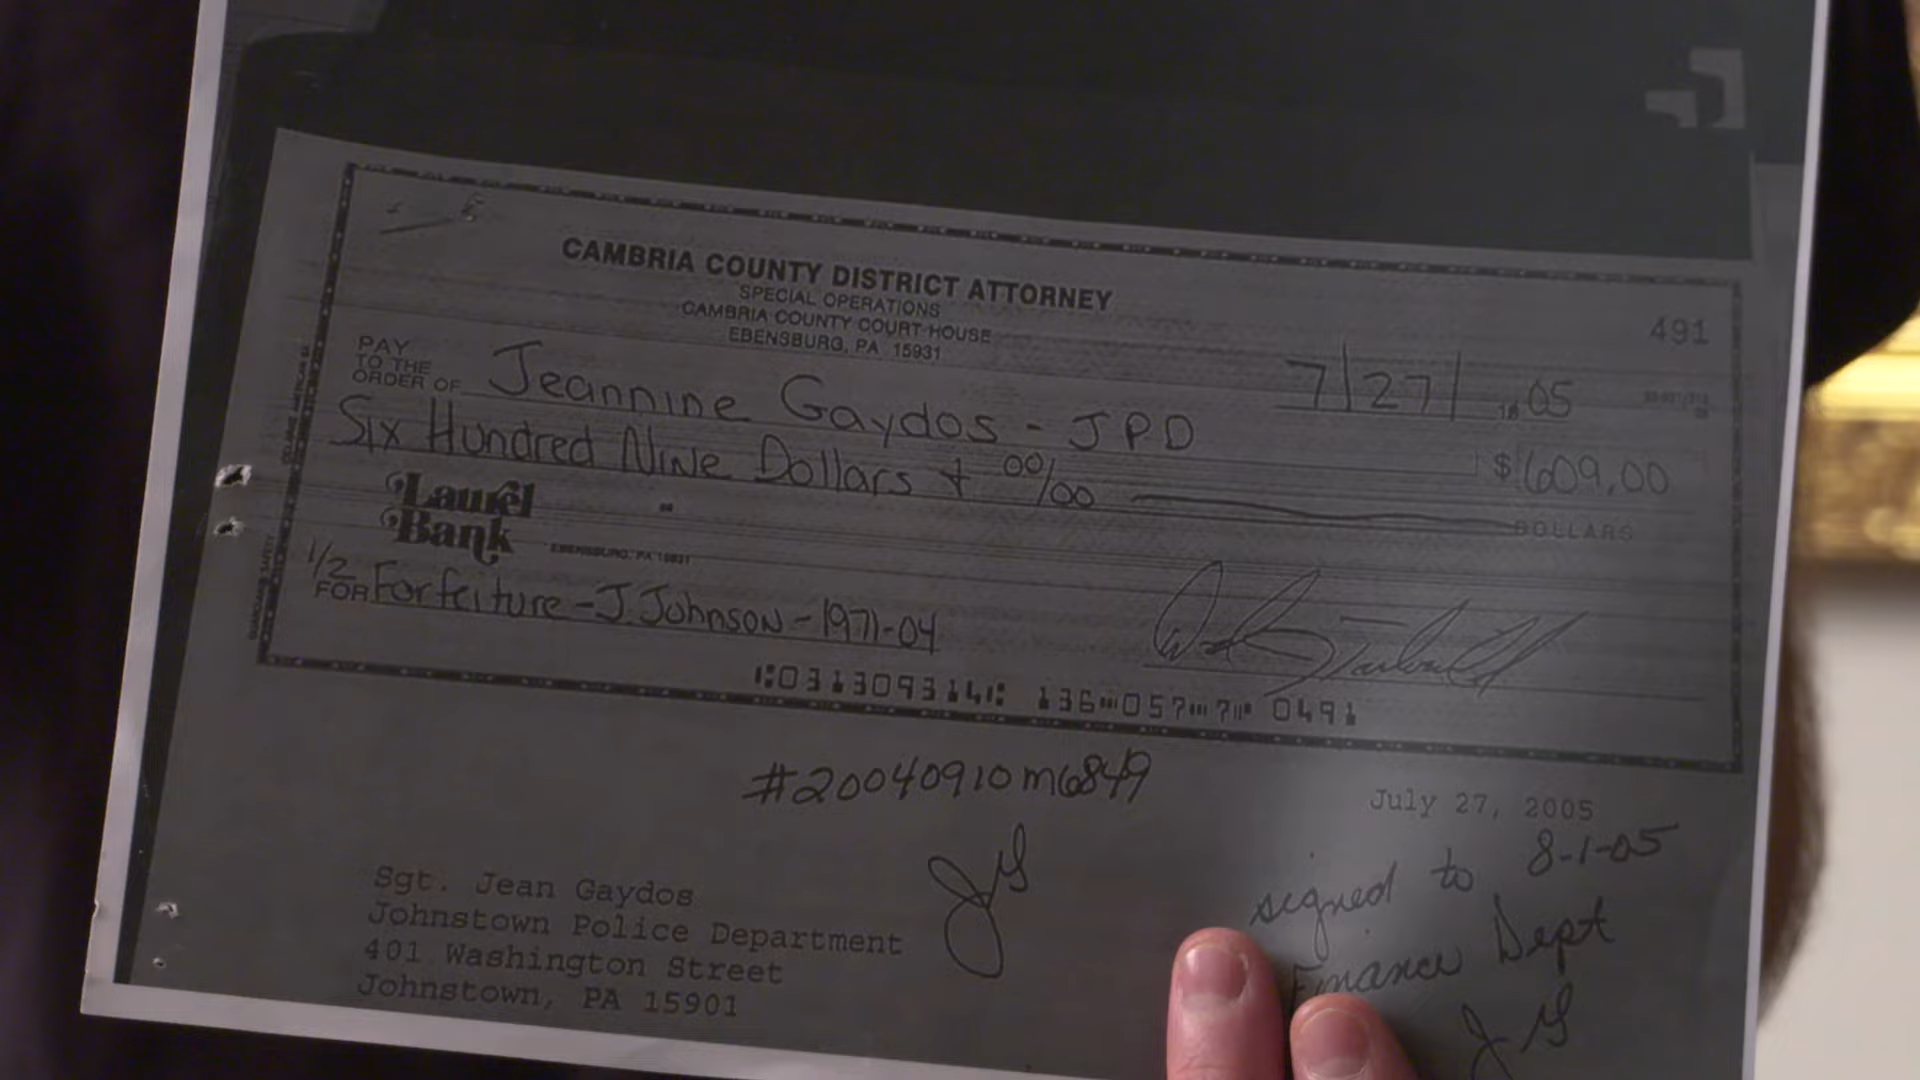 CAMBRIA COUNTY DISTRICT ATTORNEY
SPECIAL OPERATIONS
CAMBRIA COUNTY COURT HOUSE
EBENSBURG, PA 15931
491
7/27/ 05
PAY TO THE ORDER OF Jeannine Gaydos - JPD
$ 609.00
Six Hundred Nine Dollars & 00/00 DOLLARS
Laurel Bank
EBENSBURG, PA 15931
1/2
FOR Forfeiture - J Johnson - 1971-04
⑆031309314⑆ 136⑈057⑈7⑈ 0491
#20040910M6849
July 27, 2005
JG
signed to 8-1-05
Finance Dept
JG
Sgt. Jean Gaydos
Johnstown Police Department
401 Washington Street
Johnstown, PA 15901